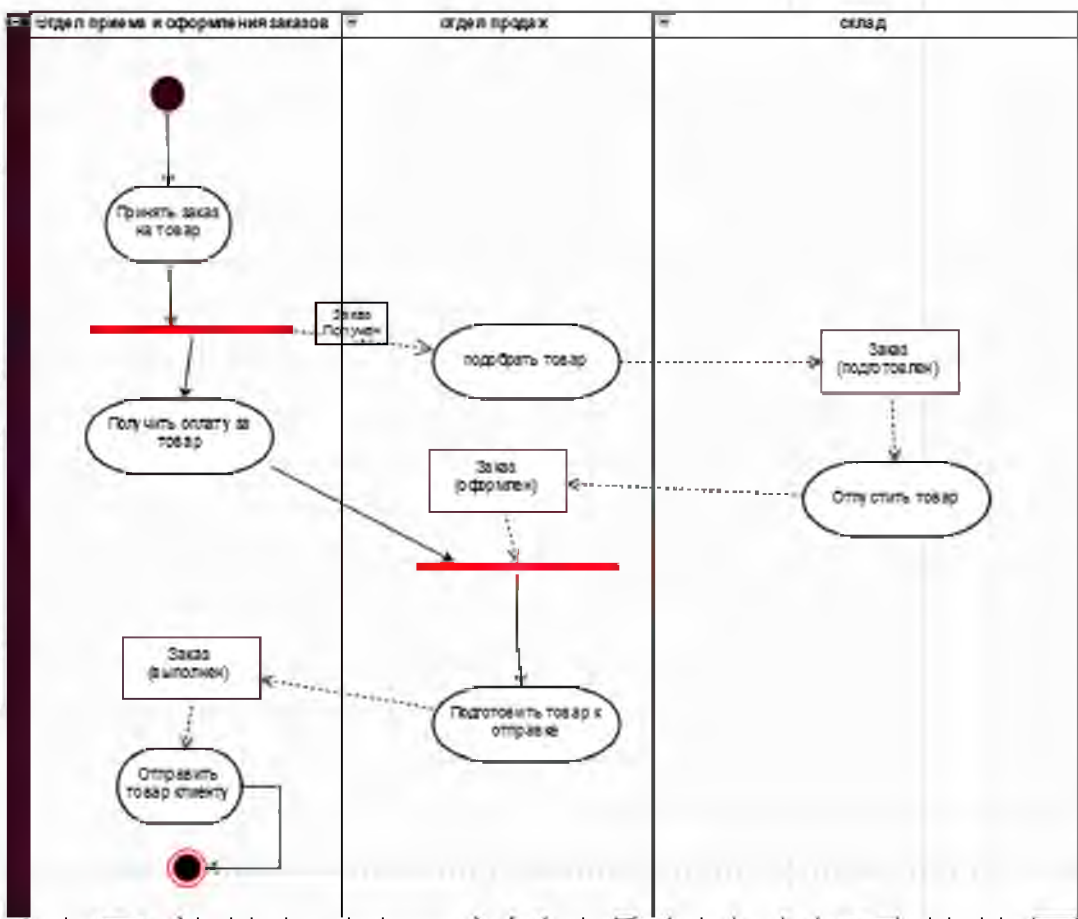 отдел приема и оформления заказов
отдел продаж
склад
Принять заказ
на товар
Заказ
Получен
подобрать товар
Заказ
(подготовлен)
Получить оплату за
товар
Заказ
(оформлен)
Отпустить товар
Заказ
(выполнен)
Подготовить товар к
отправке
Отправить
товар клиенту